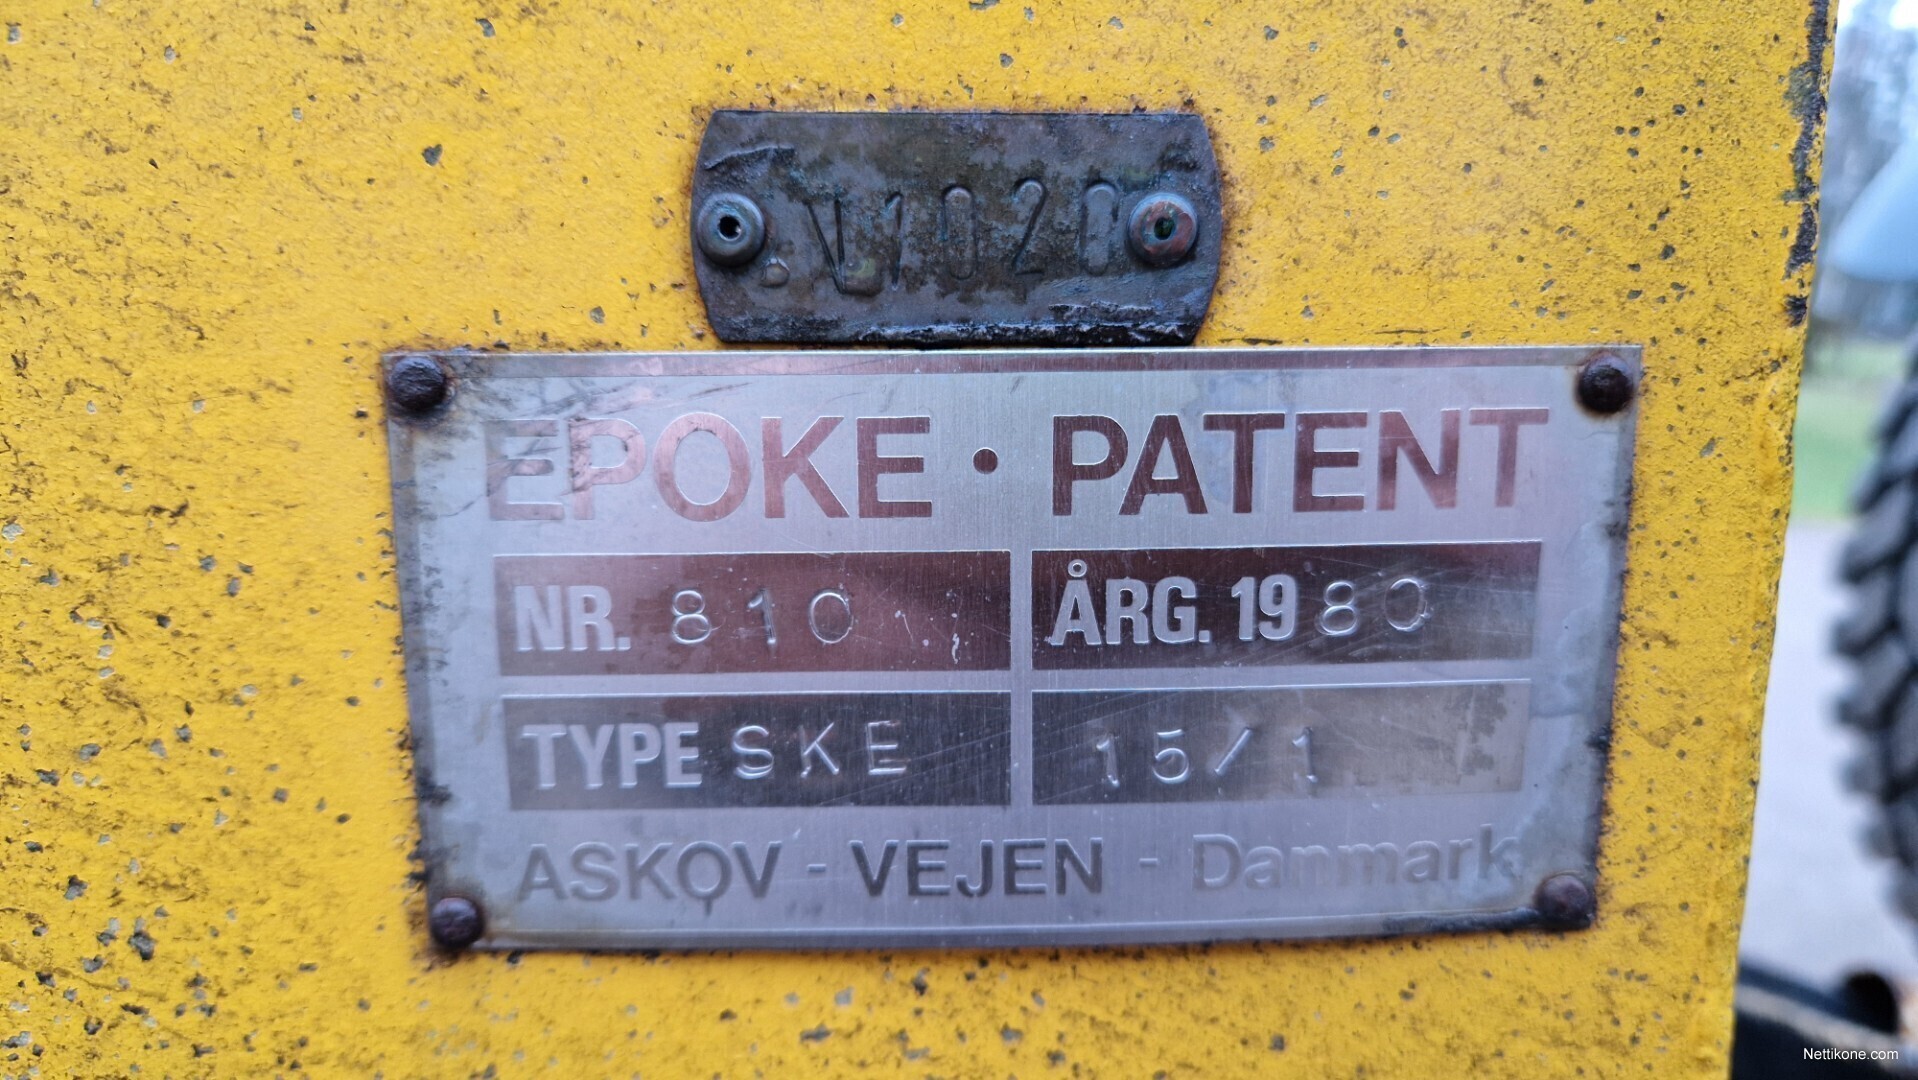 V1020
EPOKE · PATENT
NR. 810 ÅRG. 1980
TYPE SKE 15/1
ASKOV - VEJEN - Danmark
Nettikone.com